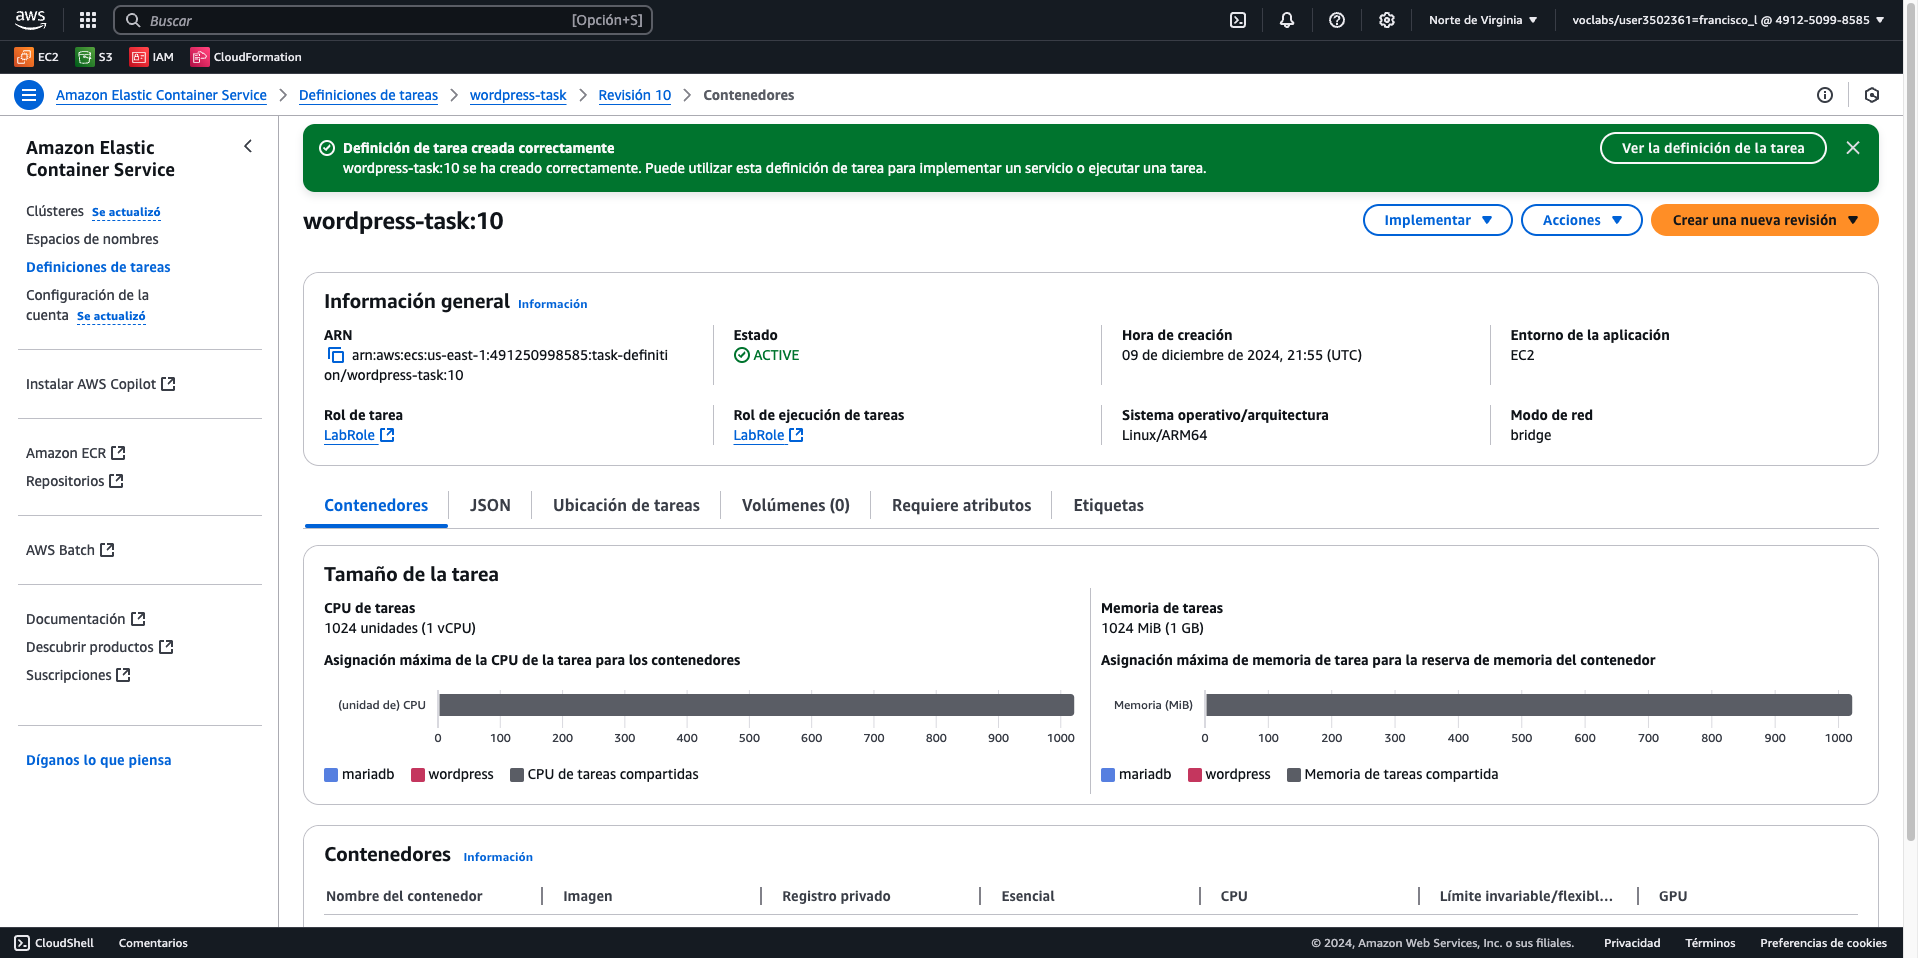 aws
Buscar [Opción+S]
Norte de Virginia
voclabs/user3502361=francisco_l @ 4912-5099-8585
EC2 S3 IAM CloudFormation
Amazon Elastic Container Service > Definiciones de tareas > wordpress-task > Revisión 10 > Contenedores
Amazon Elastic
Container Service
Clústeres Se actualizó
Espacios de nombres
Definiciones de tareas
Configuración de la
cuenta Se actualizó
Instalar AWS Copilot
Amazon ECR
Repositorios
AWS Batch
Documentación
Descubrir productos
Suscripciones
Díganos lo que piensa
Definición de tarea creada correctamente
wordpress-task:10 se ha creado correctamente. Puede utilizar esta definición de tarea para implementar un servicio o ejecutar una tarea.
Ver la definición de la tarea
wordpress-task:10
Implementar
Acciones
Crear una nueva revisión
Información general Información
ARN
arn:aws:ecs:us-east-1:491250998585:task-definiti
on/wordpress-task:10
Estado
ACTIVE
Hora de creación
09 de diciembre de 2024, 21:55 (UTC)
Entorno de la aplicación
EC2
Rol de tarea
LabRole
Rol de ejecución de tareas
LabRole
Sistema operativo/arquitectura
Linux/ARM64
Modo de red
bridge
Contenedores JSON Ubicación de tareas Volúmenes (0) Requiere atributos Etiquetas
Tamaño de la tarea
CPU de tareas
1024 unidades (1 vCPU)
Asignación máxima de la CPU de la tarea para los contenedores
(unidad de) CPU
0 100 200 300 400 500 600 700 800 900 1000
mariadb wordpress CPU de tareas compartidas
Memoria de tareas
1024 MiB (1 GB)
Asignación máxima de memoria de tarea para la reserva de memoria del contenedor
Memoria (MiB)
0 100 200 300 400 500 600 700 800 900 1000
mariadb wordpress Memoria de tareas compartida
Contenedores Información
Nombre del contenedor Imagen Registro privado Esencial CPU Límite invariable/flexibl... GPU
CloudShell Comentarios
© 2024, Amazon Web Services, Inc. o sus filiales. Privacidad Términos Preferencias de cookies